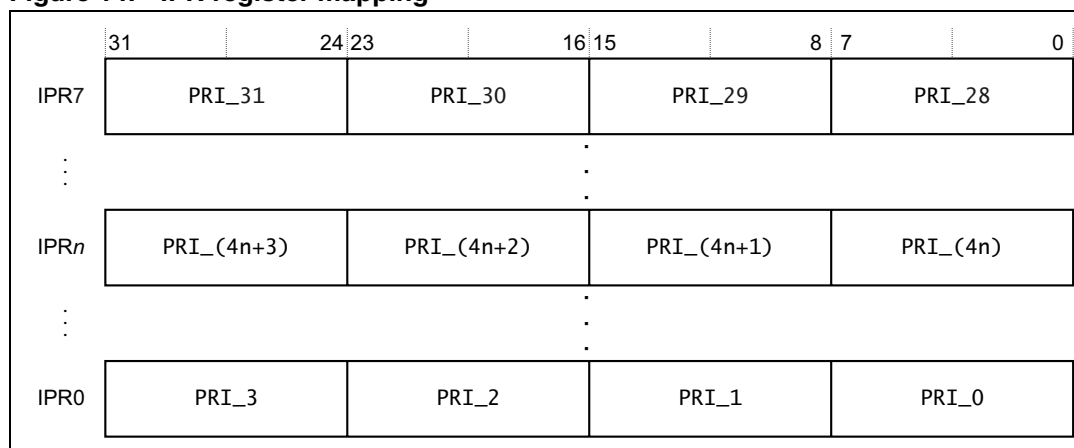 Figure 14. IPR register mapping
31 24 23 16 15 8 7 0
IPR7 PRI_31 PRI_30 PRI_29 PRI_28
IPRn PRI_(4n+3) PRI_(4n+2) PRI_(4n+1) PRI_(4n)
IPR0 PRI_3 PRI_2 PRI_1 PRI_0